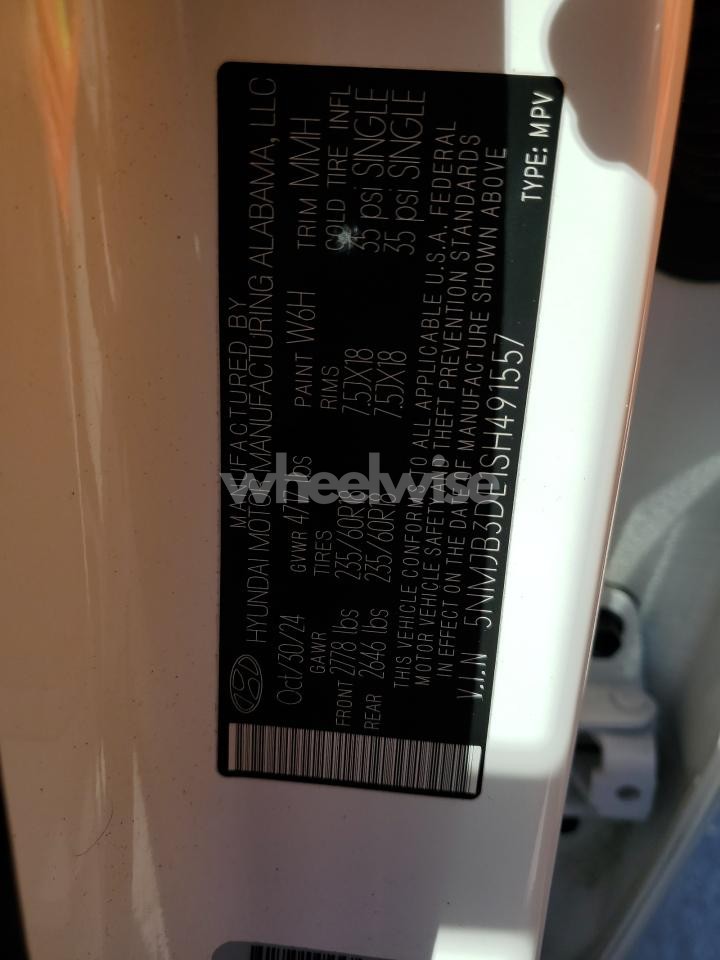 MANUFACTURED BY
HYUNDAI MOTOR MANUFACTURING ALABAMA, LLC
Oct/30/24 GVWR lbs PAINT W6H TRIM MMH
GAWR TIRES RIMS COLD TIRE INFL
FRONT 2778 lbs 235/60R18 7.5JX18 35 psi SINGLE
REAR 2646 lbs 235/60R18 7.5JX18 35 psi SINGLE
THIS VEHICLE CONFORMS TO ALL APPLICABLE U.S.A. FEDERAL
MOTOR VEHICLE SAFETY AND THEFT PREVENTION STANDARDS
IN EFFECT ON THE DATE OF MANUFACTURE SHOWN ABOVE
V.I.N 5NMJB3DE1SH491557
TYPE: MPV
wheelwise